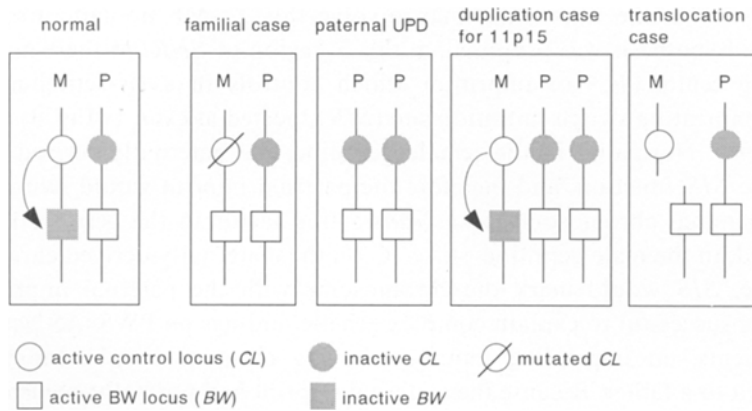 normal
familial case
paternal UPD
duplication case
for 11p15
translocation
case
M P
M P
P P
M P P
M P
active control locus (CL)
inactive CL
mutated CL
active BW locus (BW)
inactive BW